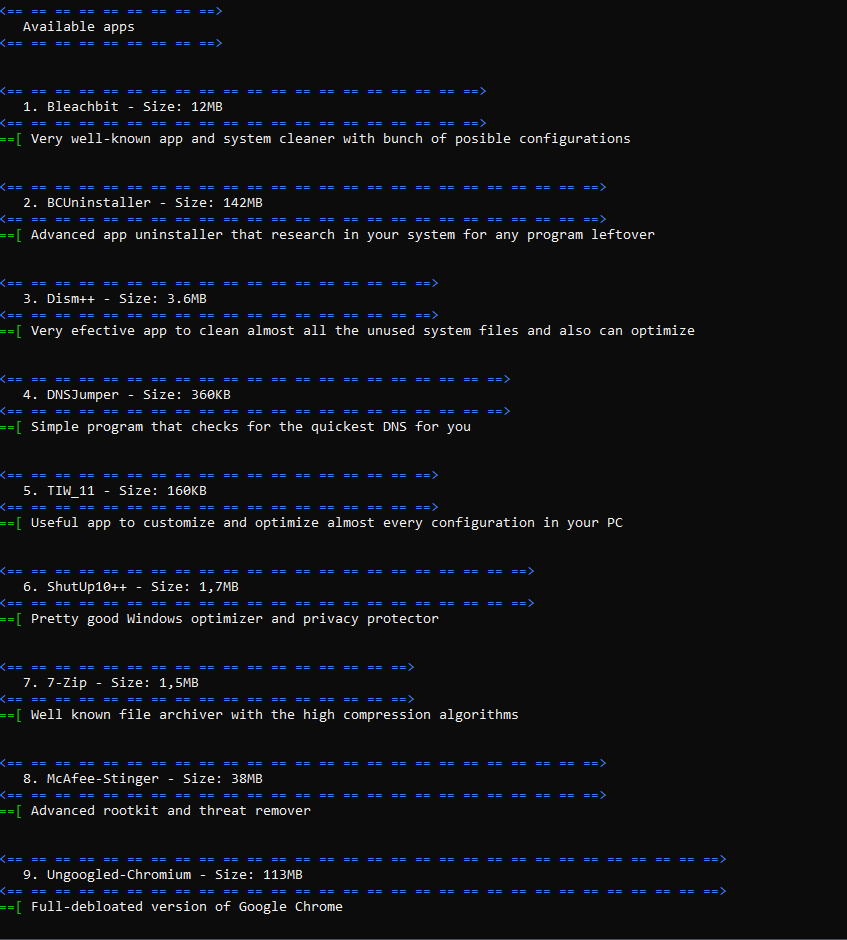 <== == == == == == == == ==>
Available apps
<== == == == == == == == ==>
<== == == == == == == == == == == == == == == == == == == ==>
1. Bleachbit - Size: 12MB
<== == == == == == == == == == == == == == == == == == == ==>
==[ Very well-known app and system cleaner with bunch of posible configurations
<== == == == == == == == == == == == == == == == == == == == == == == == ==>
2. BCUninstaller - Size: 142MB
<== == == == == == == == == == == == == == == == == == == == == == == == ==>
==[ Advanced app uninstaller that research in your system for any program leftover
<== == == == == == == == == == == == == == == == == ==>
3. Dism++ - Size: 3.6MB
<== == == == == == == == == == == == == == == == == ==>
==[ Very efective app to clean almost all the unused system files and also can optimize
<== == == == == == == == == == == == == == == == == == == == ==>
4. DNSJumper - Size: 360KB
<== == == == == == == == == == == == == == == == == == == == ==>
==[ Simple program that checks for the quickest DNS for you
<== == == == == == == == == == == == == == == == == ==>
5. TIW_11 - Size: 160KB
<== == == == == == == == == == == == == == == == == ==>
==[ Useful app to customize and optimize almost every configuration in your PC
<== == == == == == == == == == == == == == == == == == == == == ==>
6. ShutUp10++ - Size: 1,7MB
<== == == == == == == == == == == == == == == == == == == == == ==>
==[ Pretty good Windows optimizer and privacy protector
<== == == == == == == == == == == == == == == == ==>
7. 7-Zip - Size: 1,5MB
<== == == == == == == == == == == == == == == == ==>
==[ Well known file archiver with the high compression algorithms
<== == == == == == == == == == == == == == == == == == == == == == == == ==>
8. McAfee-Stinger - Size: 38MB
<== == == == == == == == == == == == == == == == == == == == == == == == ==>
==[ Advanced rootkit and threat remover
<== == == == == == == == == == == == == == == == == == == == == == == == == == == == == ==>
9. Ungoogled-Chromium - Size: 113MB
<== == == == == == == == == == == == == == == == == == == == == == == == == == == == == ==>
==[ Full-debloated version of Google Chrome